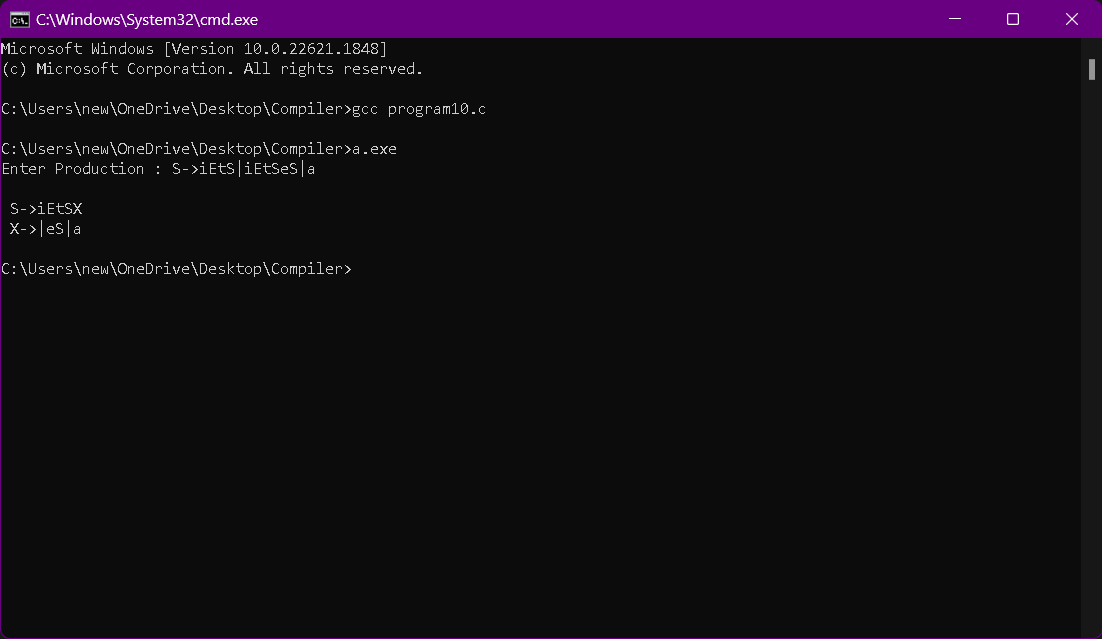 C:\Windows\System32\cmd.exe
Microsoft Windows [Version 10.0.22621.1848]
(c) Microsoft Corporation. All rights reserved.
C:\Users\new\OneDrive\Desktop\Compiler>gcc program10.c
C:\Users\new\OneDrive\Desktop\Compiler>a.exe
Enter Production : S->iEtS|iEtSeS|a
S->iEtSX
X->|eS|a
C:\Users\new\OneDrive\Desktop\Compiler>